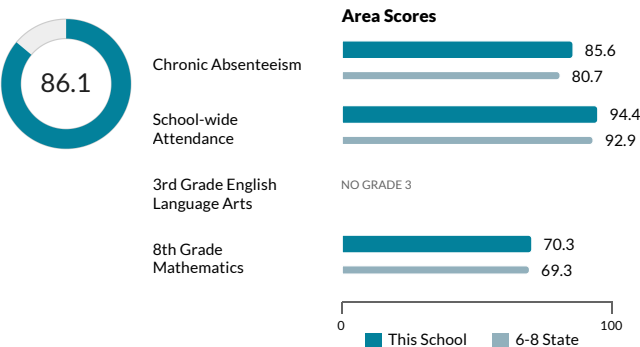 Area Scores
86.1
Chronic Absenteeism
85.6
80.7
School-wide
Attendance
94.4
92.9
3rd Grade English
Language Arts
NO GRADE 3
8th Grade
Mathematics
70.3
69.3
0
100
This School
6-8 State